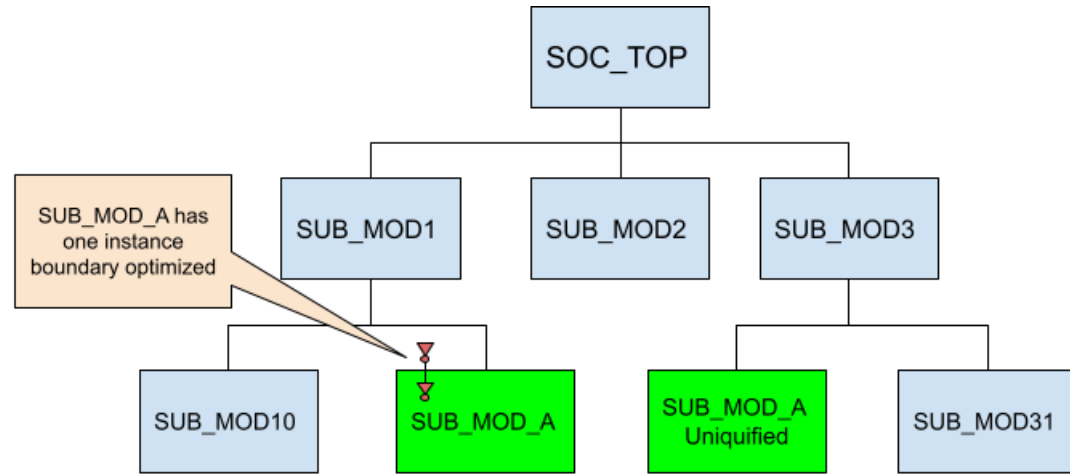 SOC_TOP
SUB_MOD_A has
one instance
boundary optimized
SUB_MOD1
SUB_MOD2
SUB_MOD3
SUB_MOD10
SUB_MOD_A
SUB_MOD_A
Uniquified
SUB_MOD31